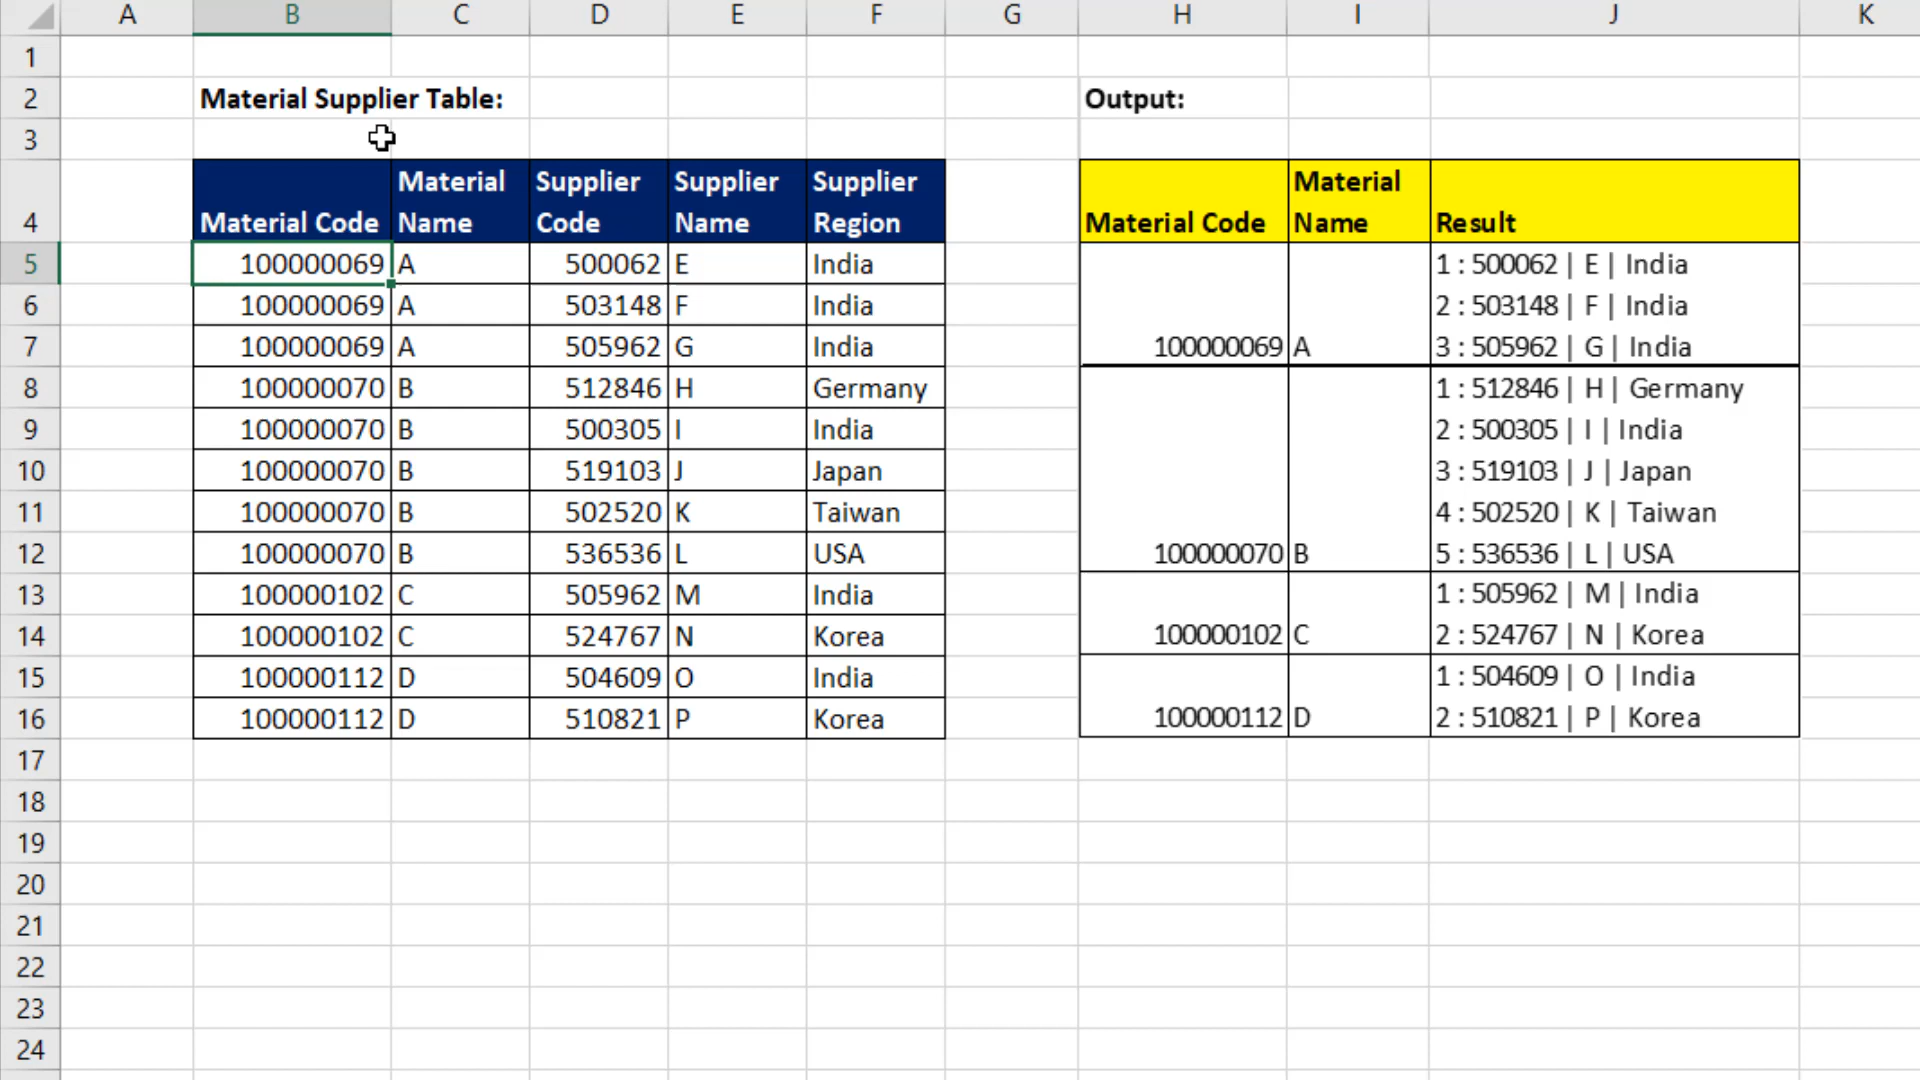 A B C D E F G H I J K
1
2 Material Supplier Table: Output:
3
Material Supplier Supplier Supplier Material
4 Material Code Name Code Name Region Material Code Name Result
5 100000069 A 500062 E India 1 : 500062 | E | India
6 100000069 A 503148 F India 2 : 503148 | F | India
7 100000069 A 505962 G India 100000069 A 3 : 505962 | G | India
8 100000070 B 512846 H Germany 1 : 512846 | H | Germany
9 100000070 B 500305 I India 2 : 500305 | I | India
10 100000070 B 519103 J Japan 3 : 519103 | J | Japan
11 100000070 B 502520 K Taiwan 4 : 502520 | K | Taiwan
12 100000070 B 536536 L USA 100000070 B 5 : 536536 | L | USA
13 100000102 C 505962 M India 1 : 505962 | M | India
14 100000102 C 524767 N Korea 100000102 C 2 : 524767 | N | Korea
15 100000112 D 504609 O India 1 : 504609 | O | India
16 100000112 D 510821 P Korea 100000112 D 2 : 510821 | P | Korea
17
18
19
20
21
22
23
24